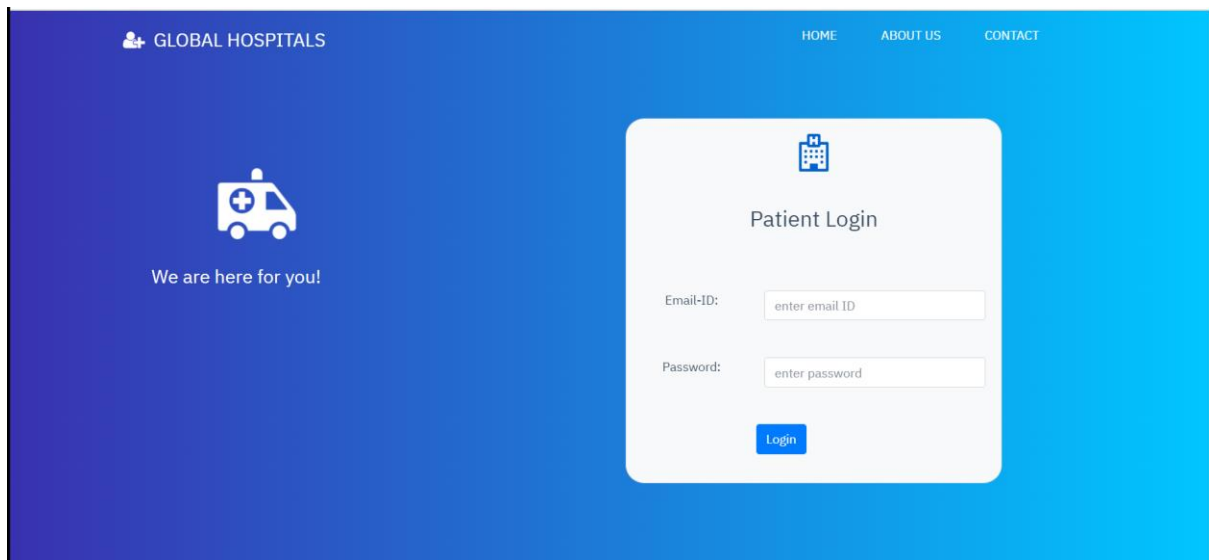 GLOBAL HOSPITALS
HOME ABOUT US CONTACT
H
Patient Login
We are here for you!
Email-ID: enter email ID
Password: enter password
Login